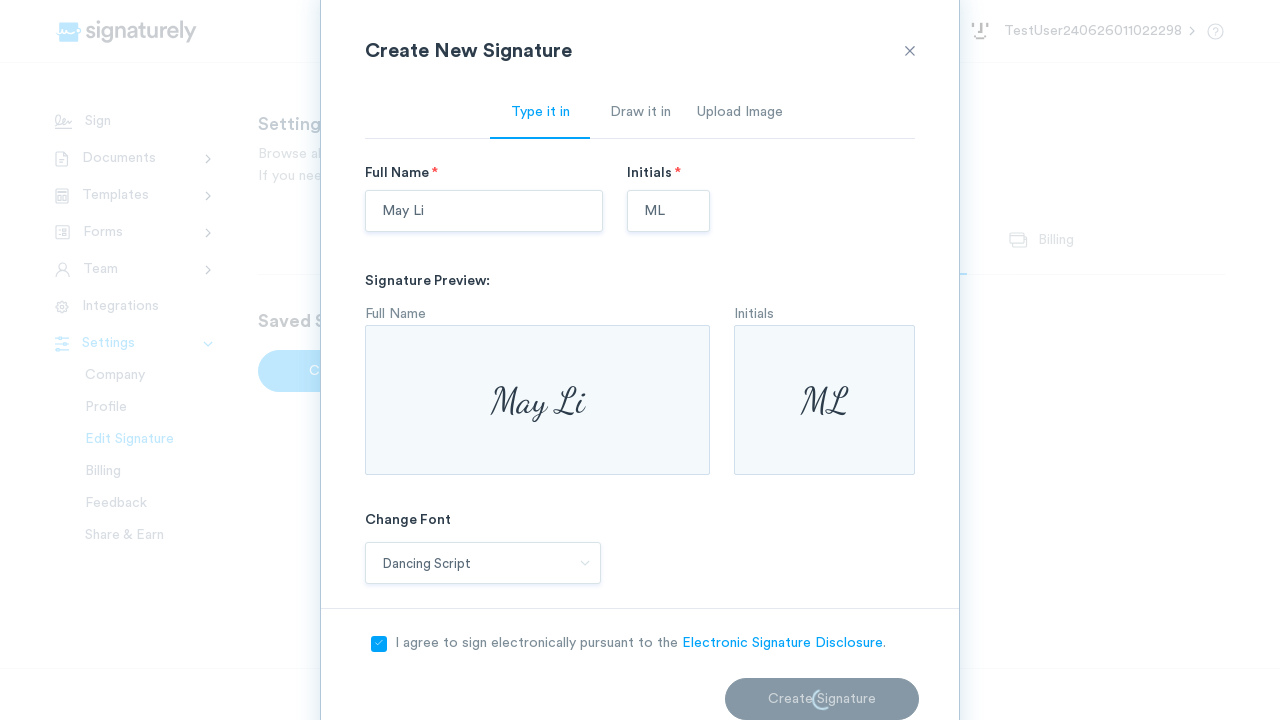 signaturely
TestUser240626011022298
Create New Signature
Type it in
Draw it in
Upload Image
Sign
Documents
Templates
Forms
Team
Integrations
Settings
Company
Profile
Edit Signature
Billing
Feedback
Share & Earn
Setting
Browse al
If you nee
Billing
Saved S
C
Full Name *
Initials *
May Li
ML
Signature Preview:
Full Name
Initials
May Li
ML
Change Font
Dancing Script
I agree to sign electronically pursuant to the Electronic Signature Disclosure.
Create Signature